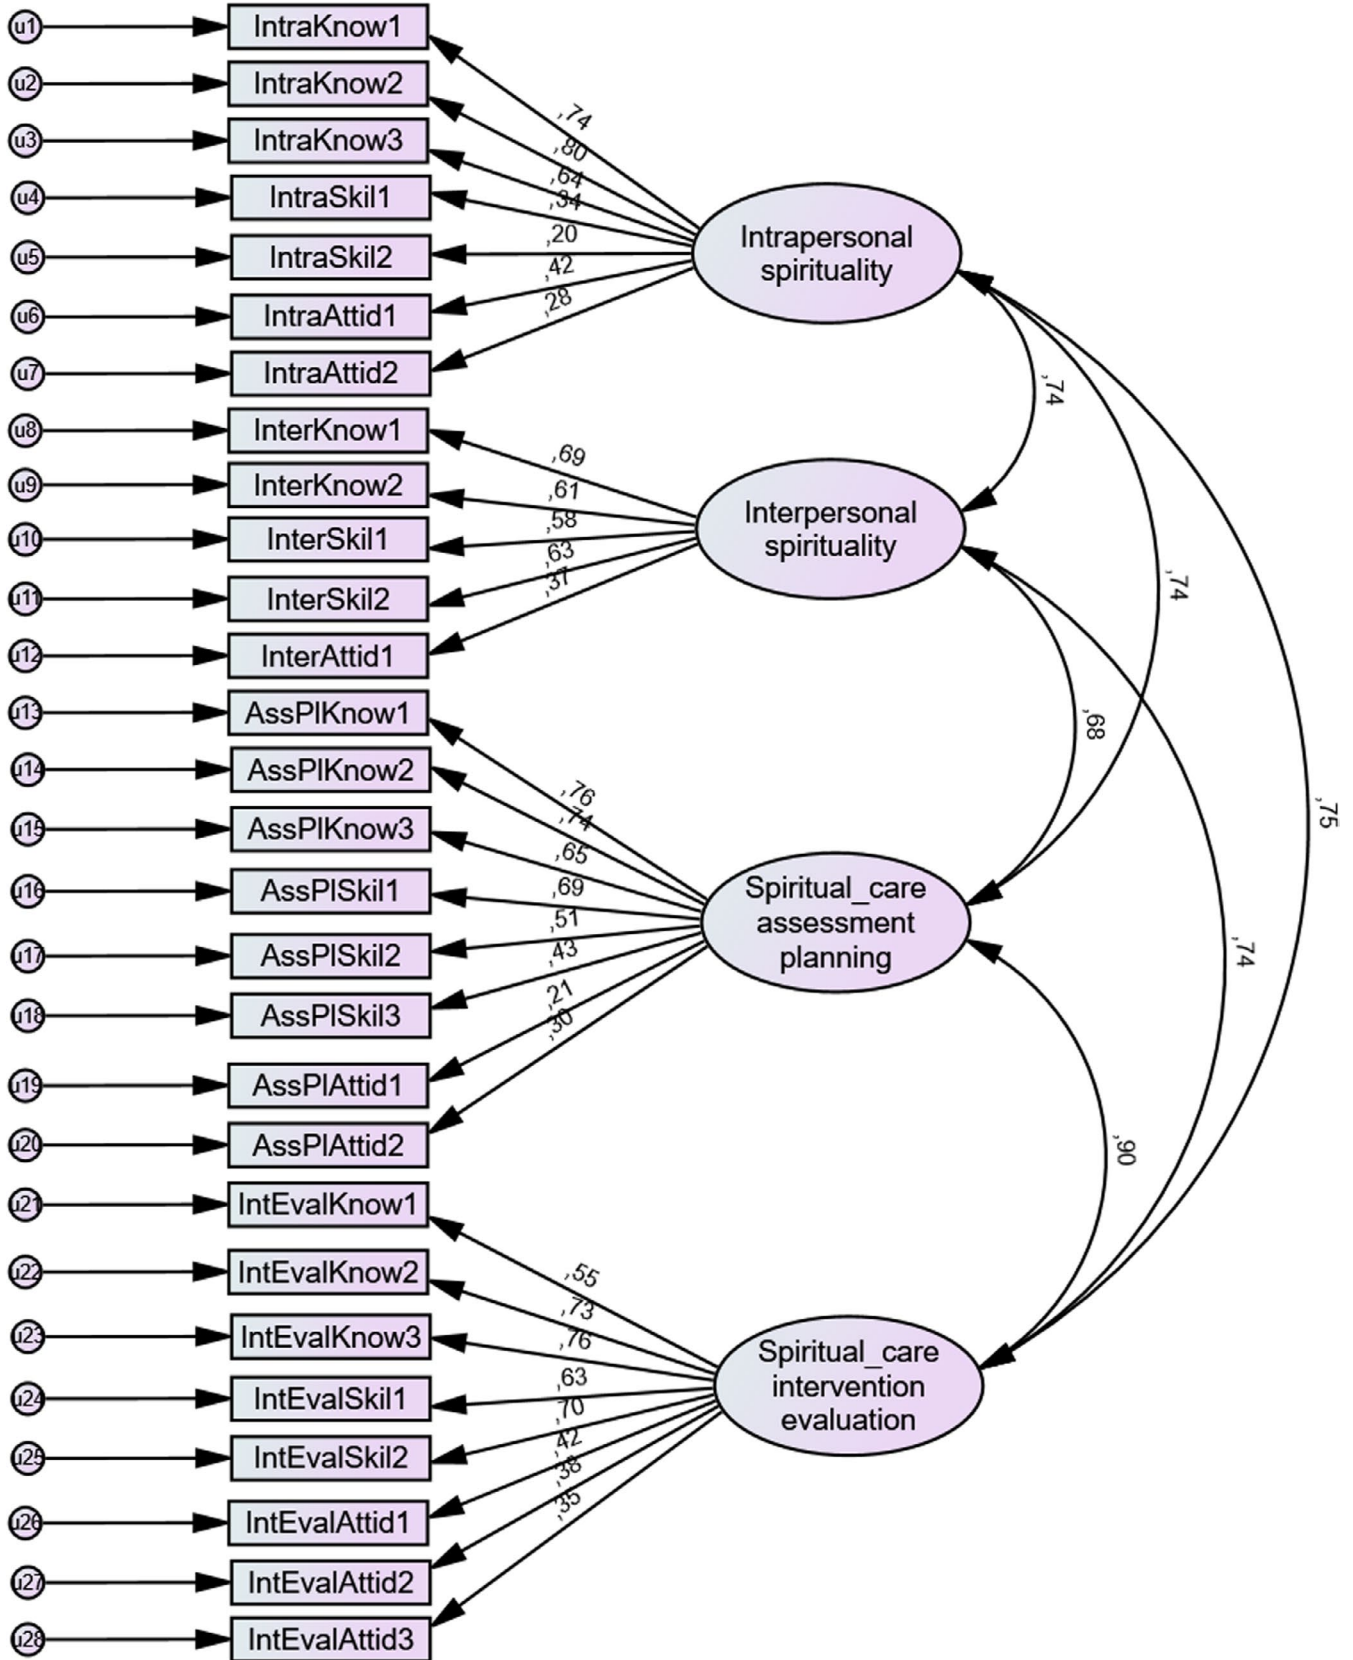 u1
IntraKnow1
u2
IntraKnow2
u3
IntraKnow3
u4
IntraSkil1
u5
IntraSkil2
u6
IntraAttid1
u7
IntraAttid2
u8
InterKnow1
u9
InterKnow2
u10
InterSkil1
u11
InterSkil2
u12
InterAttid1
u13
AssPlKnow1
u14
AssPlKnow2
u15
AssPlKnow3
u16
AssPlSkil1
u17
AssPlSkil2
u18
AssPlSkil3
u19
AssPlAttid1
u20
AssPlAttid2
u21
IntEvalKnow1
u22
IntEvalKnow2
u23
IntEvalKnow3
u24
IntEvalSkil1
u25
IntEvalSkil2
u26
IntEvalAttid1
u27
IntEvalAttid2
u28
IntEvalAttid3
,74
,80
,64
,34
,20
,42
,28
,69
,61
,58
,63
,37
,76
,74
,65
,69
,51
,43
,21
,30
,55
,73
,76
,63
,70
,42
,38
,35
Intrapersonal
spirituality
Interpersonal
spirituality
Spiritual_care
assessment
planning
Spiritual_care
intervention
evaluation
,74
,74
,68
,75
,74
,90